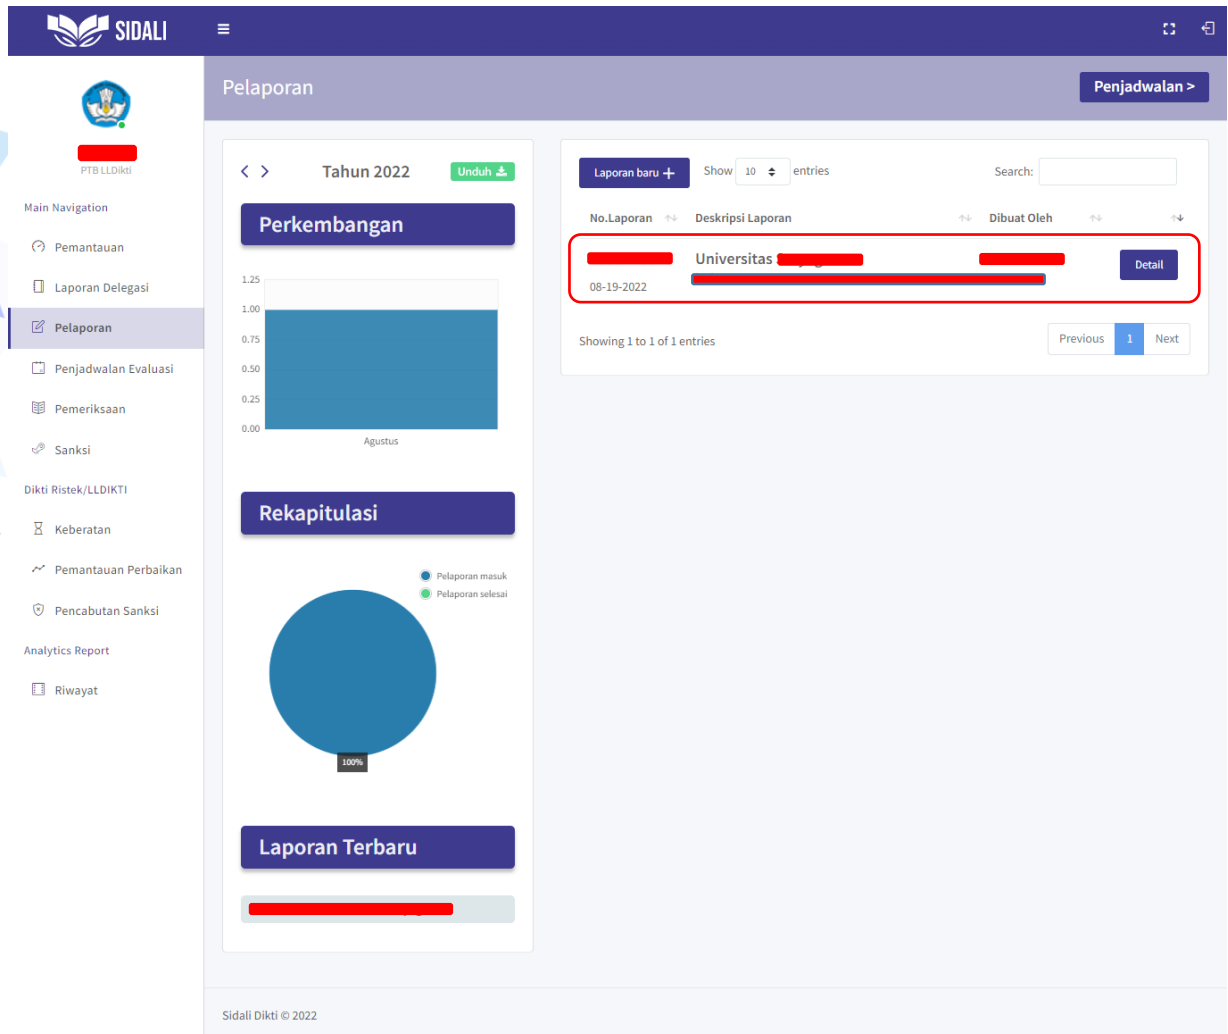 SIDALI
Pelaporan
Penjadwalan >
PTB LLDikti
Main Navigation
Pemantauan
Laporan Delegasi
Pelaporan
Penjadwalan Evaluasi
Pemeriksaan
Sanksi
Dikti Ristek/LLDIKTI
Keberatan
Pemantauan Perbaikan
Pencabutan Sanksi
Analytics Report
Riwayat
Tahun 2022
Unduh
Perkembangan
1.25
1.00
0.75
0.50
0.25
0.00
Agustus
Rekapitulasi
Pelaporan masuk
Pelaporan selesai
100%
Laporan Terbaru
Laporan baru +
Show 10 entries
Search:
No.Laporan Deskripsi Laporan Dibuat Oleh
Universitas
Detail
08-19-2022
Showing 1 to 1 of 1 entries
Previous 1 Next
Sidali Dikti © 2022